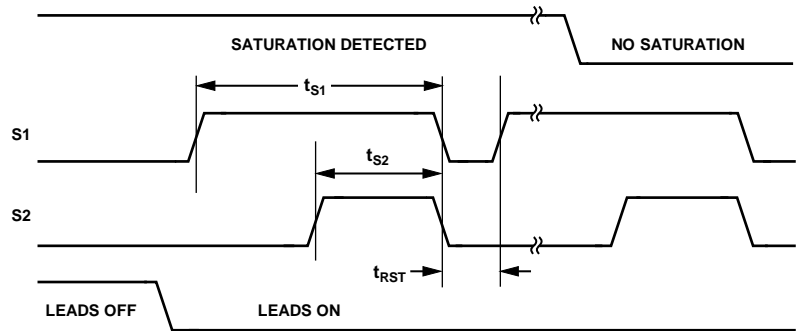 SATURATION DETECTED
NO SATURATION
tS1
S1
tS2
S2
tRST
LEADS OFF
LEADS ON